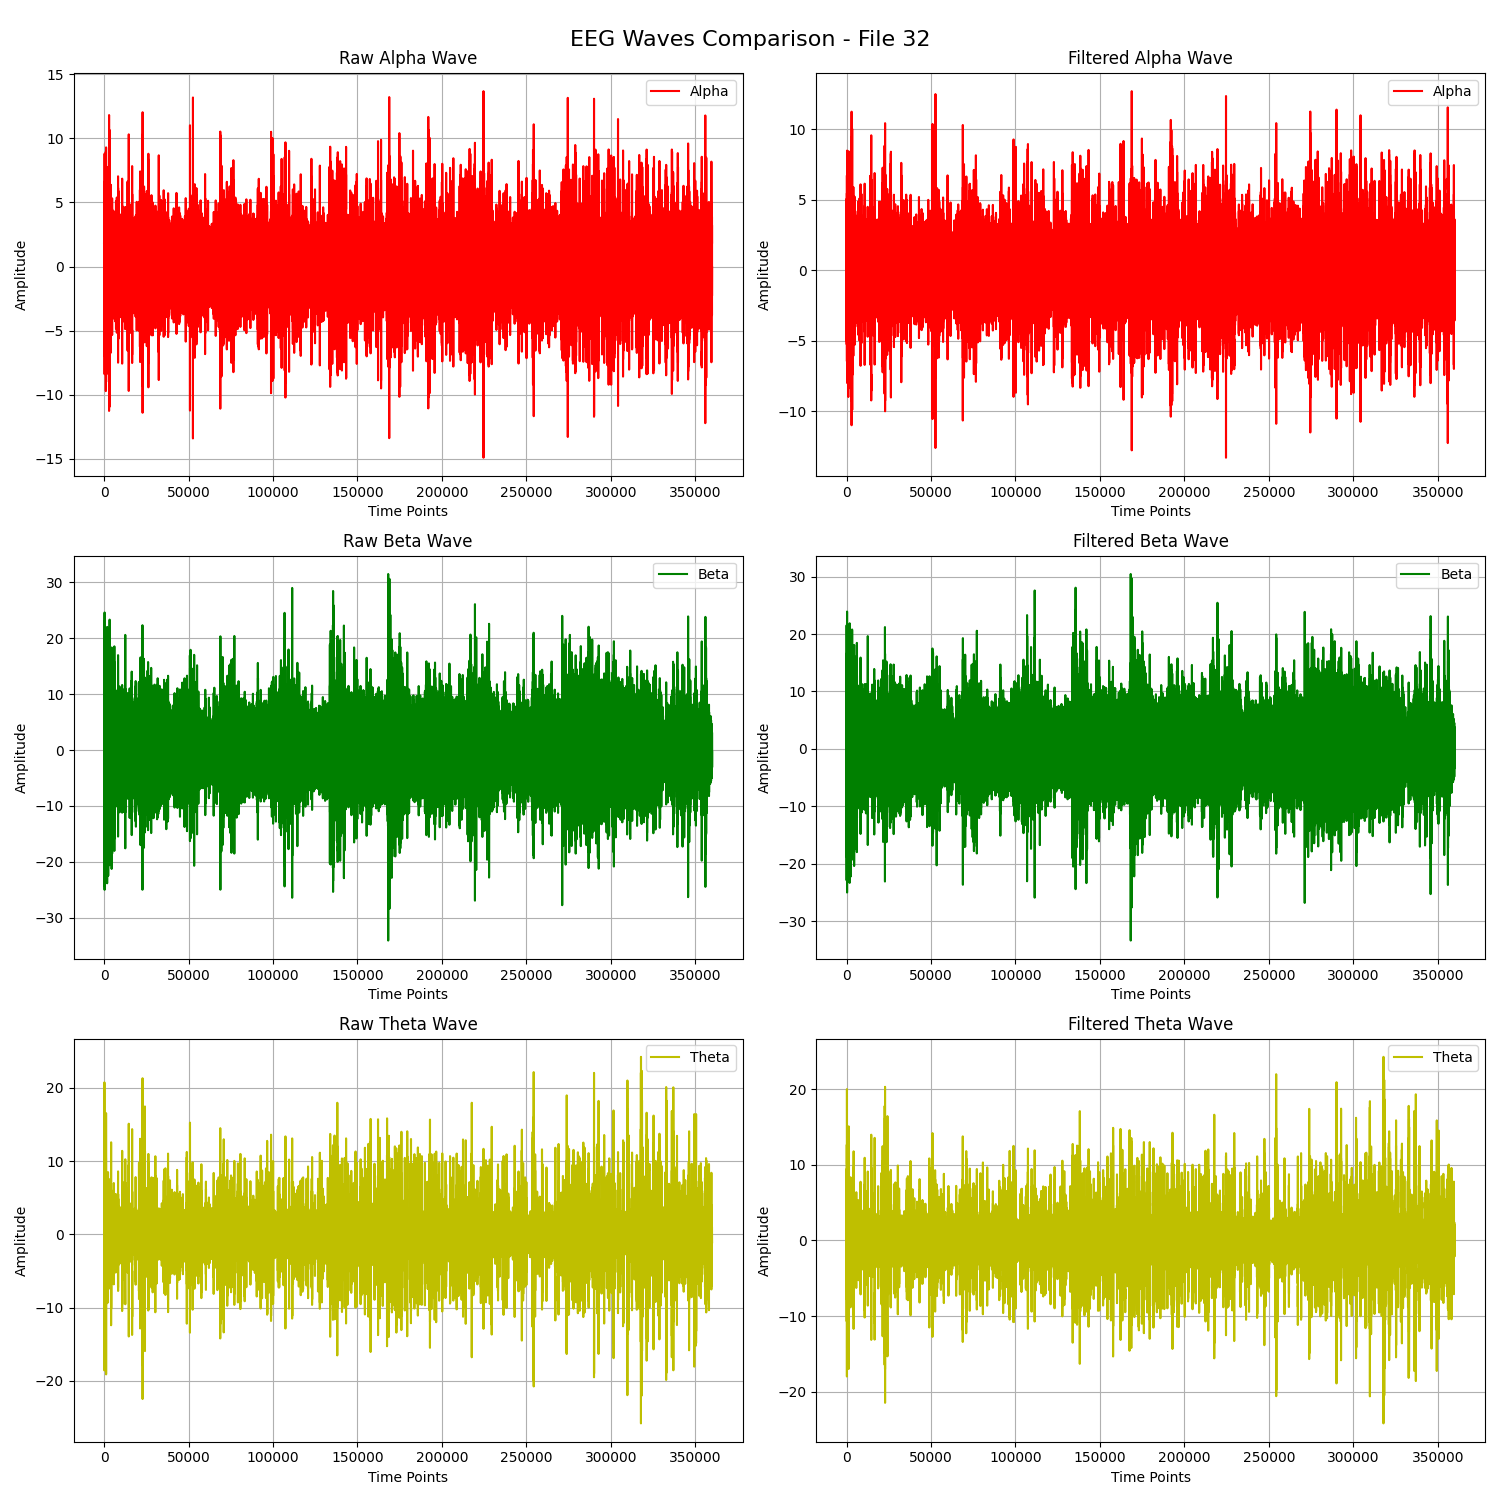 EEG Waves Comparison - File 32
Raw Alpha Wave
Filtered Alpha Wave
Alpha
Alpha
15
10
5
0
−5
−10
−15
10
5
0
−5
−10
Amplitude
Amplitude
0 50000 100000 150000 200000 250000 300000 350000
0 50000 100000 150000 200000 250000 300000 350000
Time Points
Time Points
Raw Beta Wave
Filtered Beta Wave
Beta
Beta
30
20
10
0
−10
−20
−30
30
20
10
0
−10
−20
−30
Amplitude
Amplitude
0 50000 100000 150000 200000 250000 300000 350000
0 50000 100000 150000 200000 250000 300000 350000
Time Points
Time Points
Raw Theta Wave
Filtered Theta Wave
Theta
Theta
20
10
0
−10
−20
20
10
0
−10
−20
Amplitude
Amplitude
0 50000 100000 150000 200000 250000 300000 350000
0 50000 100000 150000 200000 250000 300000 350000
Time Points
Time Points